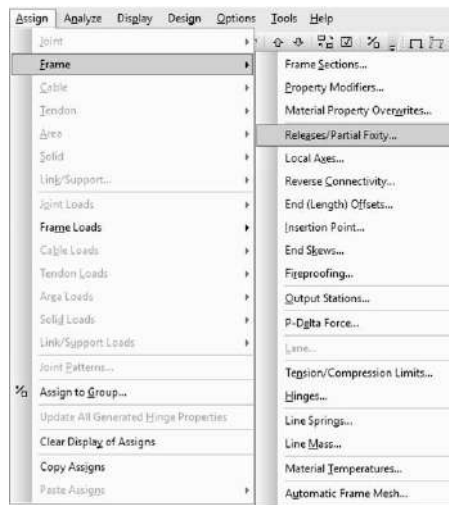 Assign Analyze Display Design Options Tools Help
Joint
Frame
Cable
Tendon
Area
Solid
Link/Support...
Joint Loads
Frame Loads
Cable Loads
Tendon Loads
Area Loads
Solid Loads
Link/Support Loads
Joint Patterns...
Assign to Group...
Update All Generated Hinge Properties
Clear Display of Assigns
Copy Assigns
Paste Assigns
Frame Sections...
Property Modifiers...
Material Property Overwrites...
Releases/Partial Fixity...
Local Axes...
Reverse Connectivity...
End (Length) Offsets...
Insertion Point...
End Skews...
Fireproofing...
Output Stations...
P-Delta Force...
Lane...
Tension/Compression Limits...
Hinges...
Line Springs...
Line Mass...
Material Temperatures...
Automatic Frame Mesh...